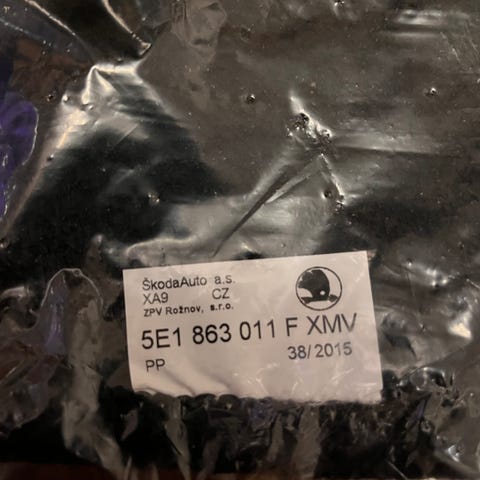 ŠkodaAuto a.s.
XA9 CZ
ZPV Rožnov, s.r.o.
5E1 863 011 F XMV
PP 38/2015